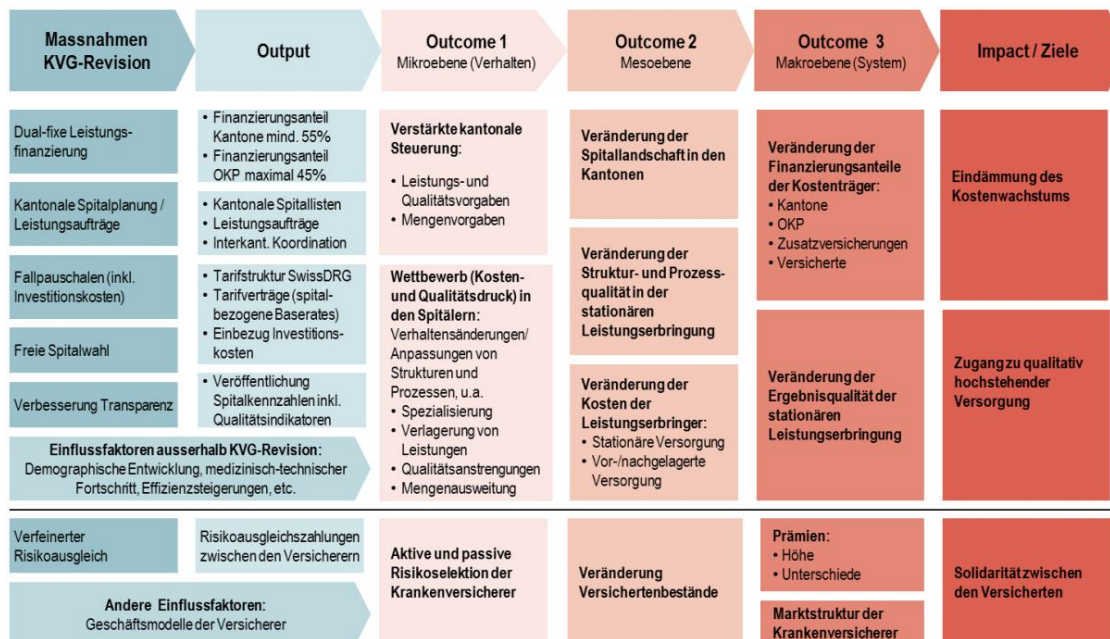 Massnahmen
KVG-Revision
Output
Outcome 1
Mikroebene (Verhalten)
Outcome 2
Mesoebene
Outcome 3
Makroebene (System)
Impact / Ziele
Dual-fixe Leistungs-
finanzierung
Kantonale Spitalplanung /
Leistungsaufträge
Fallpauschalen (inkl.
Investitionskosten)
Freie Spitalwahl
Verbesserung Transparenz
• Finanzierungsanteil
Kantone mind. 55%
• Finanzierungsanteil
OKP maximal 45%
• Kantonale Spitallisten
• Leistungsaufträge
• Interkant. Koordination
• Tarifstruktur SwissDRG
• Tarifverträge (spital-
bezogene Baserates)
• Einbezug Investitions-
kosten
• Veröffentlichung
Spitalkennzahlen inkl.
Qualitätsindikatoren
Einflussfaktoren ausserhalb KVG-Revision:
Demographische Entwicklung, medizinisch-technischer
Fortschritt, Effizienzsteigerungen, etc.
Verstärkte kantonale
Steuerung:
• Leistungs- und
Qualitätsvorgaben
• Mengenvorgaben
Wettbewerb (Kosten-
und Qualitätsdruck) in
den Spitälern:
Verhaltensänderungen/
Anpassungen von
Strukturen und
Prozessen, u.a.
• Spezialisierung
• Verlagerung von
Leistungen
• Qualitätsanstrengungen
• Mengenausweitung
Veränderung der
Spitallandschaft in den
Kantonen
Veränderung der
Struktur- und Prozess-
qualität in der
stationären
Leistungserbringung
Veränderung der
Kosten der
Leistungserbringer:
• Stationäre Versorgung
• Vor-/nachgelagerte
Versorgung
Veränderung der
Finanzierungsanteile
der Kostenträger:
• Kantone
• OKP
• Zusatzversicherungen
• Versicherte
Veränderung der
Ergebnisqualität der
stationären
Leistungserbringung
Eindämmung des
Kostenwachstums
Zugang zu qualitativ
hochstehender
Versorgung
Verfeinerter
Risikoausgleich
Risikoausgleichszahlungen
zwischen den Versicherern
Andere Einflussfaktoren:
Geschäftsmodelle der Versicherer
Aktive und passive
Risikoselektion der
Krankenversicherer
Veränderung
Versichertenbestände
Prämien:
• Höhe
• Unterschiede
Marktstruktur der
Krankenversicherer
Solidarität zwischen
den Versicherten